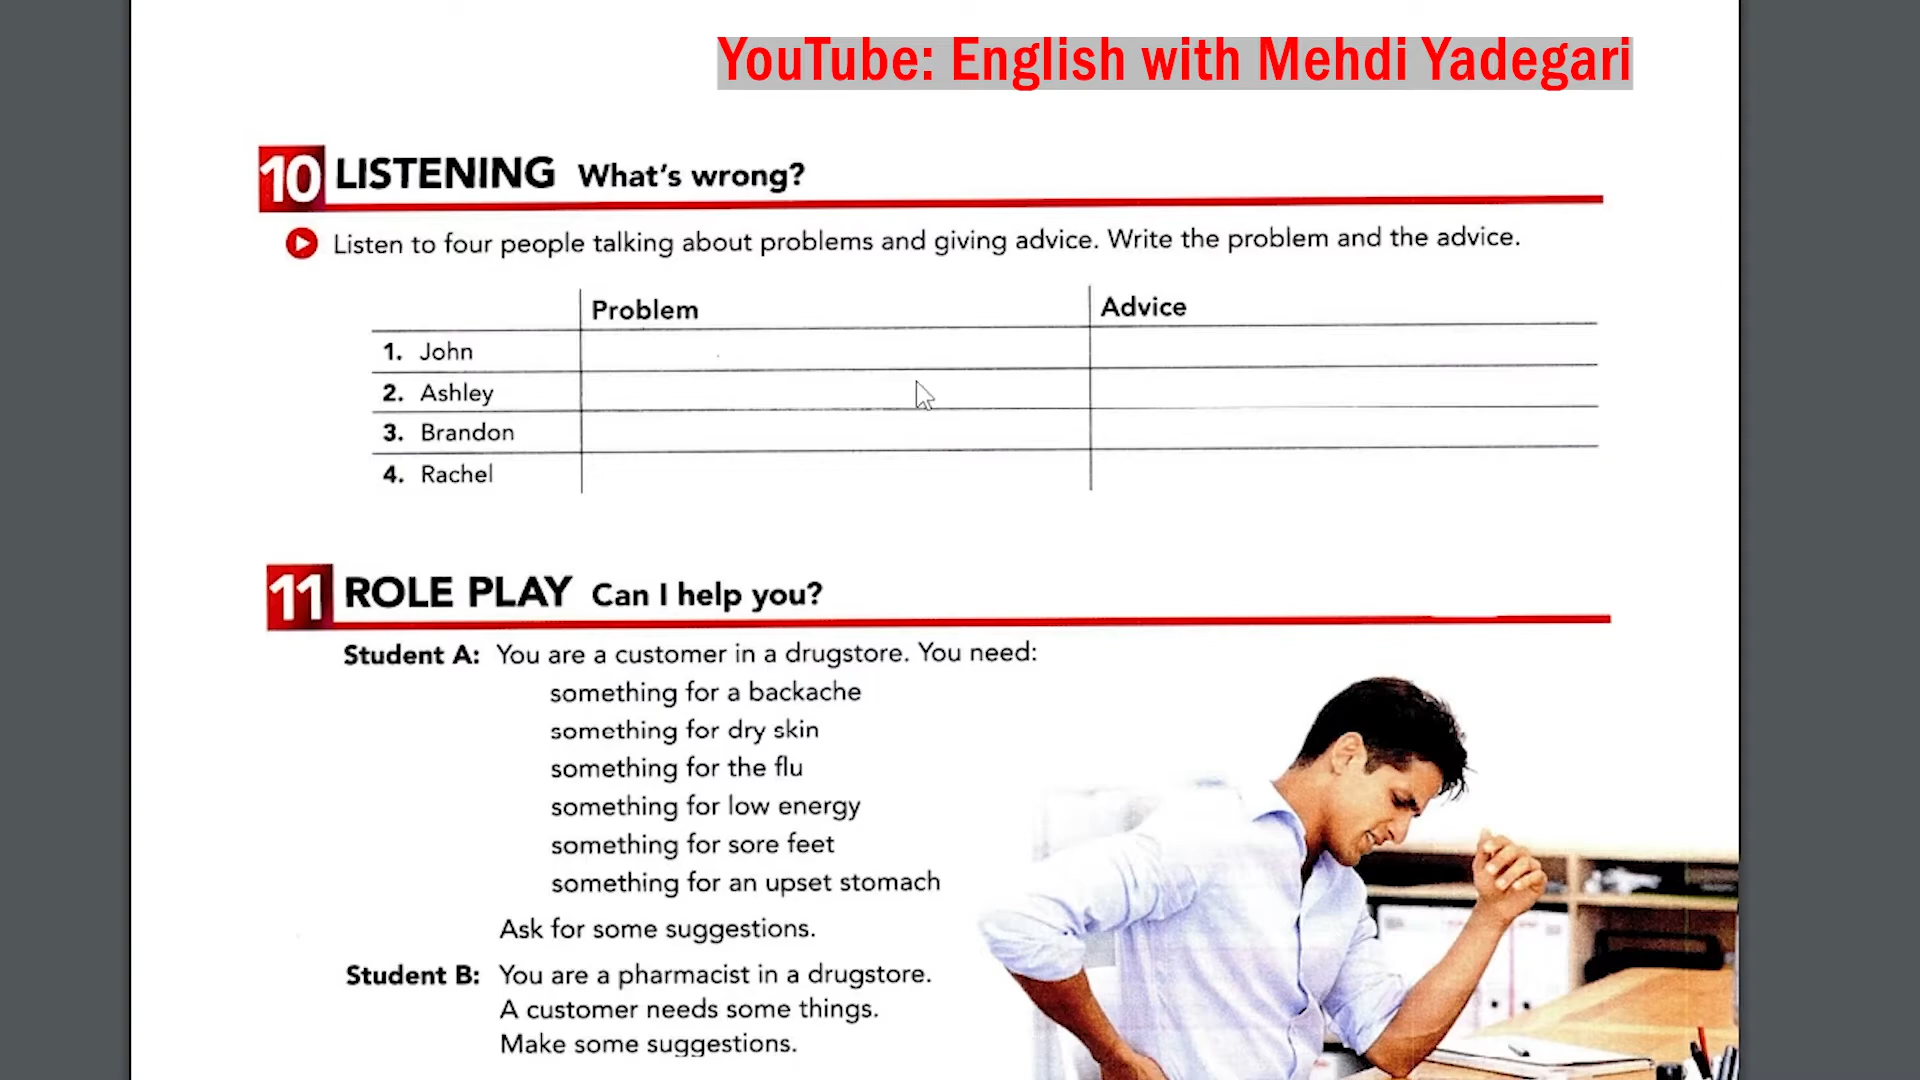 YouTube: English with Mehdi Yadegari
10 LISTENING What's wrong?
Listen to four people talking about problems and giving advice. Write the problem and the advice.
Problem Advice
1. John
2. Ashley
3. Brandon
4. Rachel
11 ROLE PLAY Can I help you?
Student A: You are a customer in a drugstore. You need:
something for a backache
something for dry skin
something for the flu
something for low energy
something for sore feet
something for an upset stomach
Ask for some suggestions.
Student B: You are a pharmacist in a drugstore.
A customer needs some things.
Make some suggestions.